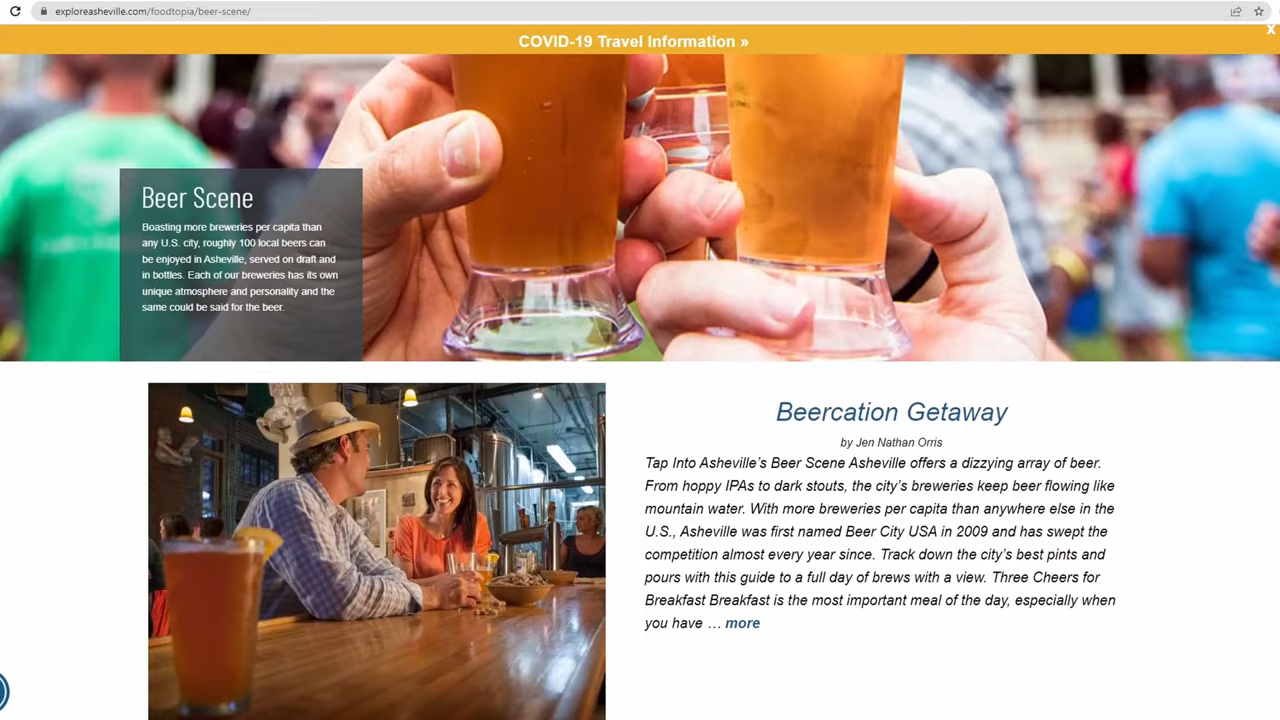 exploreasheville.com/foodtopia/beer-scene/
COVID-19 Travel Information »
X
Beer Scene
Boasting more breweries per capita than
any U.S. city, roughly 100 local beers can
be enjoyed in Asheville, served on draft and
in bottles. Each of our breweries has its own
unique atmosphere and personality and the
same could be said for the beer.
Beercation Getaway
by Jen Nathan Orris
Tap Into Asheville’s Beer Scene Asheville offers a dizzying array of beer.
From hoppy IPAs to dark stouts, the city’s breweries keep beer flowing like
mountain water. With more breweries per capita than anywhere else in the
U.S., Asheville was first named Beer City USA in 2009 and has swept the
competition almost every year since. Track down the city’s best pints and
pours with this guide to a full day of brews with a view. Three Cheers for
Breakfast Breakfast is the most important meal of the day, especially when
you have … more